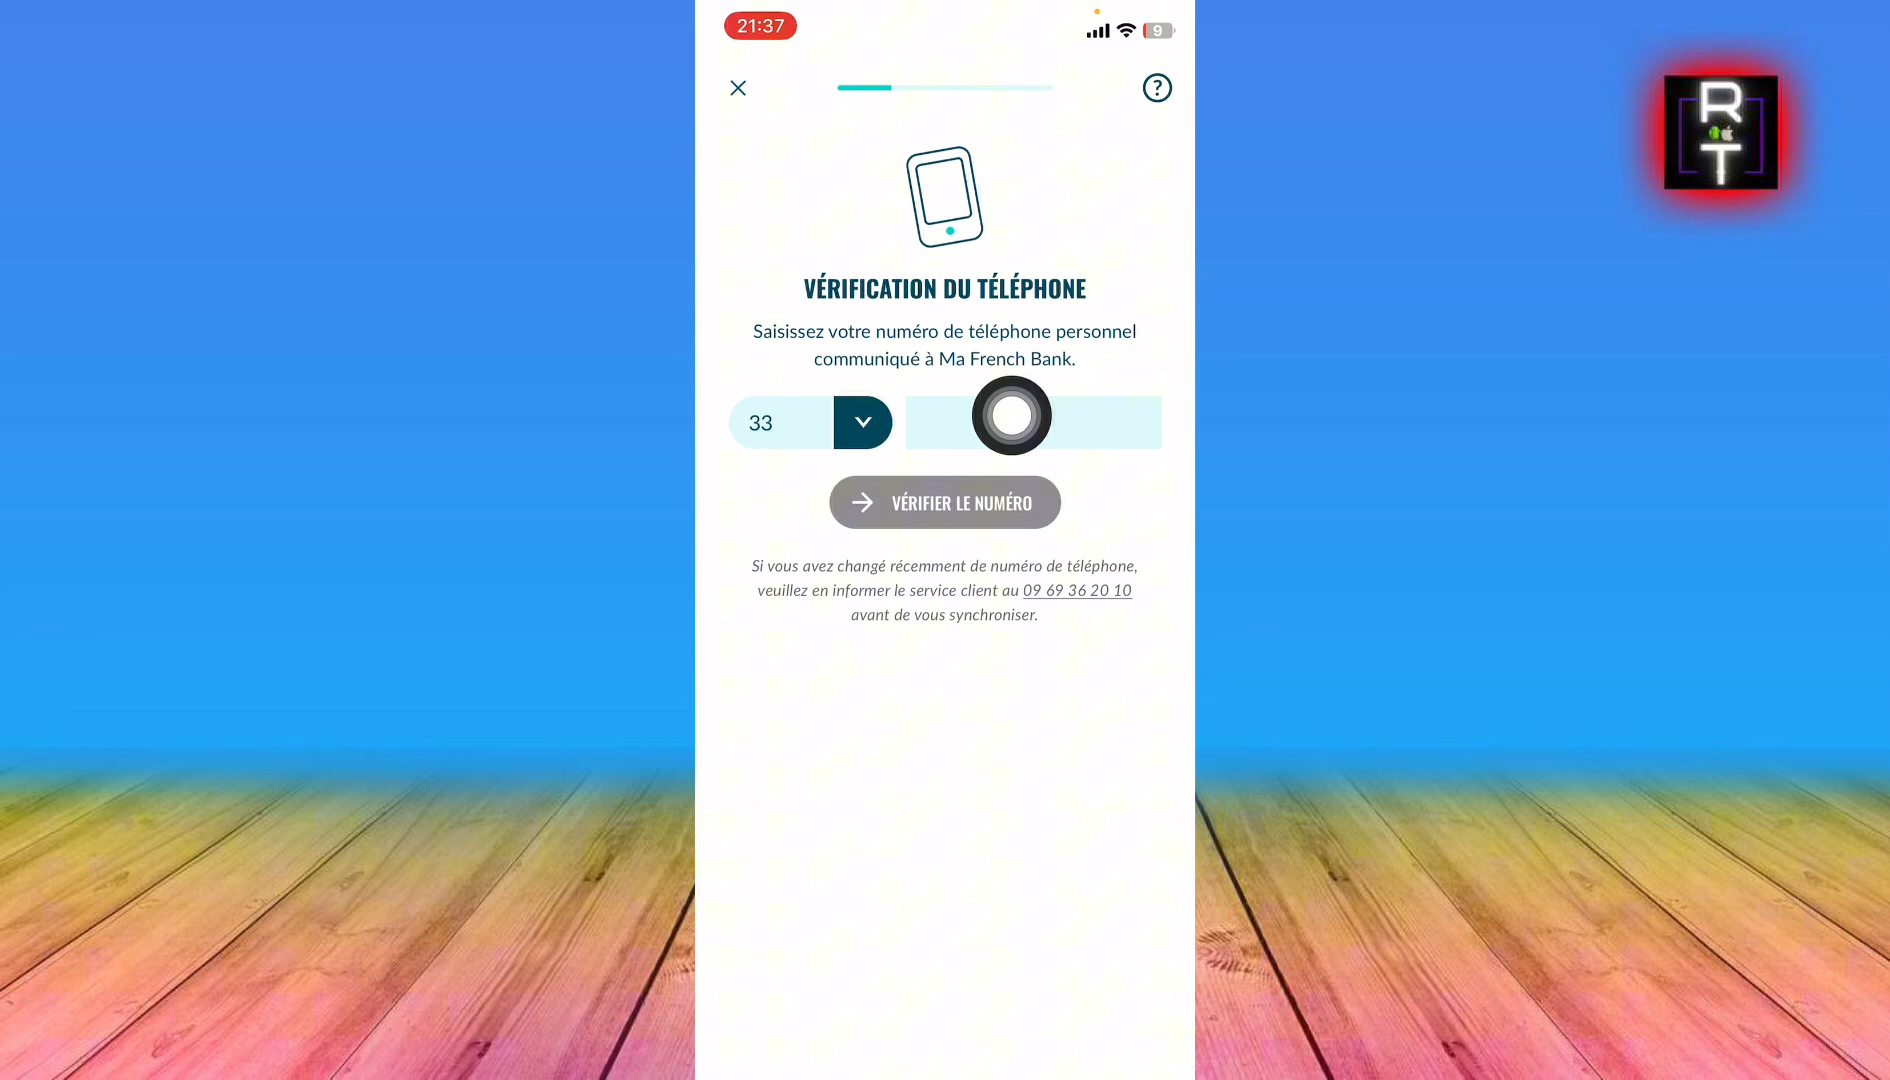 21:37
9
?
R
T
VÉRIFICATION DU TÉLÉPHONE
Saisissez votre numéro de téléphone personnel
communiqué à Ma French Bank.
33
VÉRIFIER LE NUMÉRO
Si vous avez changé récemment de numéro de téléphone,
veuillez en informer le service client au 09 69 36 20 10
avant de vous synchroniser.